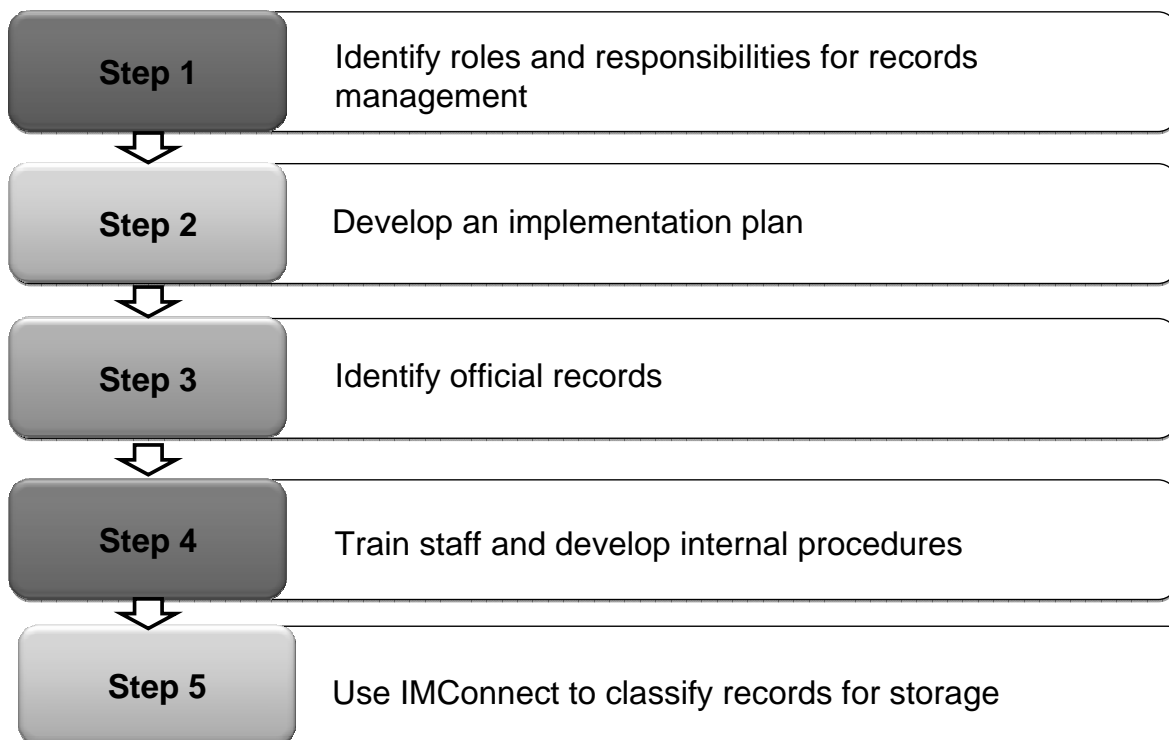 Step 1
Identify roles and responsibilities for records
management
Step 2
Develop an implementation plan
Step 3
Identify official records
Step 4
Train staff and develop internal procedures
Step 5
Use IMConnect to classify records for storage